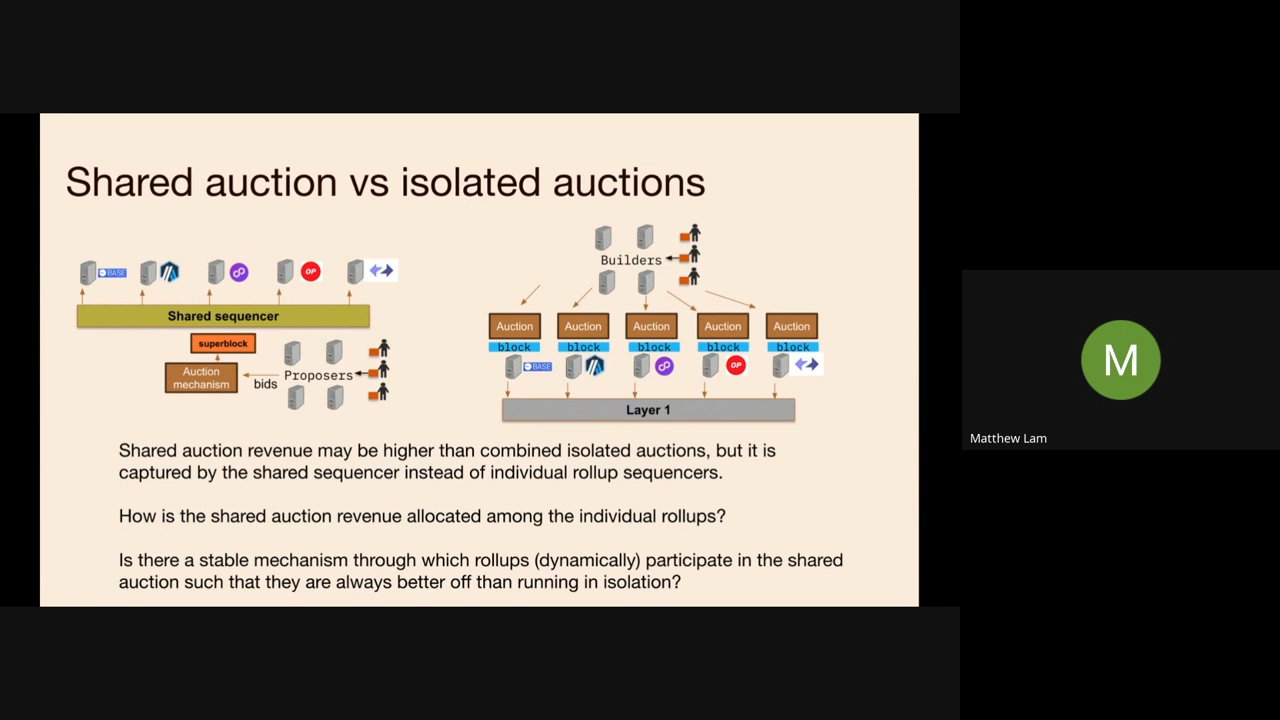 Shared auction vs isolated auctions
BASE
OP
Shared sequencer
superblock
Auction
mechanism
bids
Proposers
Builders
Auction
Auction
Auction
Auction
Auction
block
block
block
block
block
BASE
OP
Layer 1
Shared auction revenue may be higher than combined isolated auctions, but it is
captured by the shared sequencer instead of individual rollup sequencers.
How is the shared auction revenue allocated among the individual rollups?
Is there a stable mechanism through which rollups (dynamically) participate in the shared
auction such that they are always better off than running in isolation?
M
Matthew Lam